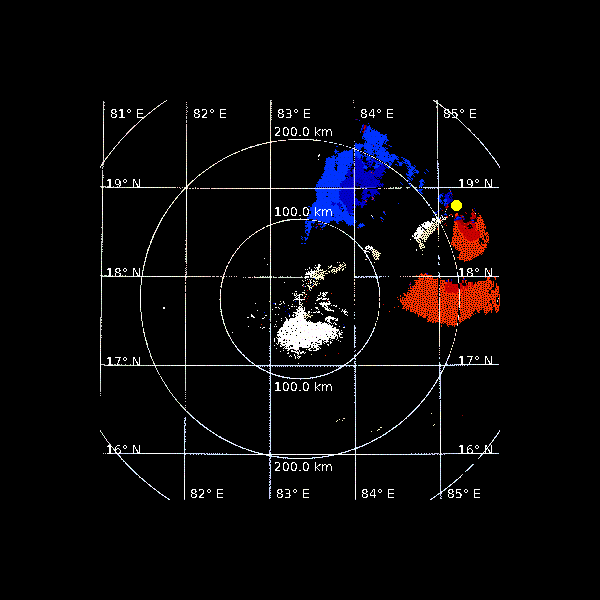 81° E 82° E 83° E 84° E 85° E
200.0 km
19° N 19° N
100.0 km
18° N 18° N
17° N 17° N
100.0 km
16° N 16° N
200.0 km
82° E 83° E 84° E 85° E